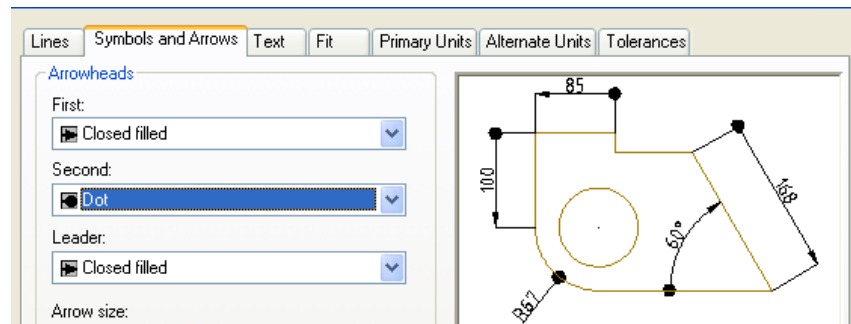 Lines Symbols and Arrows Text Fit Primary Units Alternate Units Tolerances
Arrowheads
First:
Closed filled
Second:
Dot
Leader:
Closed filled
Arrow size:
85
100
168
60°
R67